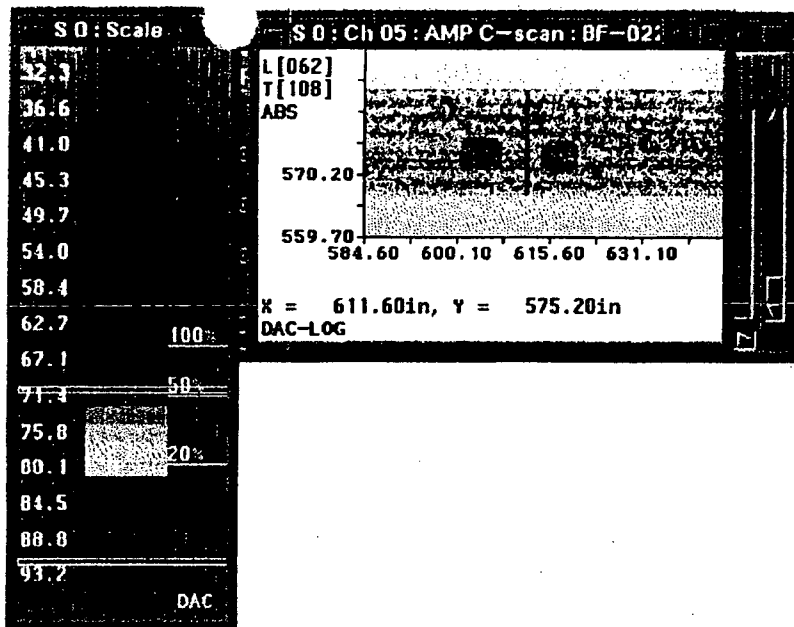 S 0 : Scale
32.3
36.6
41.0
45.3
49.7
54.0
58.4
62.7
100%
67.1
50%
71.4
75.8
20%
80.1
84.5
88.8
93.2
DAC
S 0 : Ch 05 : AMP C-scan : BF-022
L[062]
T[108]
ABS
570.20
559.70
584.60 600.10 615.60 631.10
X = 611.60in, Y = 575.20in
DAC-LOG